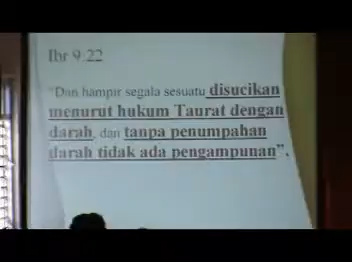 Ibr 9:22
"Dan hampir segala sesuatu disucikan
menurut hukum Taurat dengan
darah, dan tanpa penumpahan
darah tidak ada pengampunan".